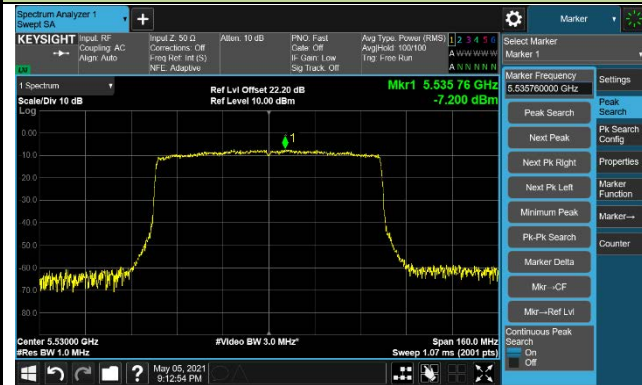 Spectrum Analyzer 1
Swept SA
+
Marker
KEYSIGHT
Input: RF
Coupling: AC
Align: Auto
Input Z: 50 Ω
Corrections: Off
Freq Ref: Int (S)
NFE: Adaptive
Atten: 10 dB
PNO: Fast
Gate: Off
IF Gain: Low
Sig Track: Off
Avg Type: Power (RMS)
Avg|Hold: 100/100
Trig: Free Run
1 2 3 4 5 6
A W W W W W
A N N N N N
LXI
Select Marker
Marker 1
1 Spectrum
Scale/Div 10 dB
Log
Ref Lvl Offset 22.20 dB
Ref Level 10.00 dBm
Mkr1 5.535 76 GHz
-7.200 dBm
Marker Frequency
5.535760000 GHz
Settings
Peak Search
Next Peak
Next Pk Right
Next Pk Left
Minimum Peak
Pk-Pk Search
Marker Delta
Mkr→CF
Mkr→Ref Lvl
Continuous Peak
Search
On
Off
Peak
Search
Pk Search
Config
Properties
Marker
Function
Marker→
Counter
0.00
-10.0
-20.0
-30.0
-40.0
-50.0
-60.0
-70.0
-80.0
1
Center 5.53000 GHz
#Res BW 1.0 MHz
#Video BW 3.0 MHz*
Span 160.0 MHz
Sweep 1.07 ms (2001 pts)
?
May 05, 2021
9:12:54 PM